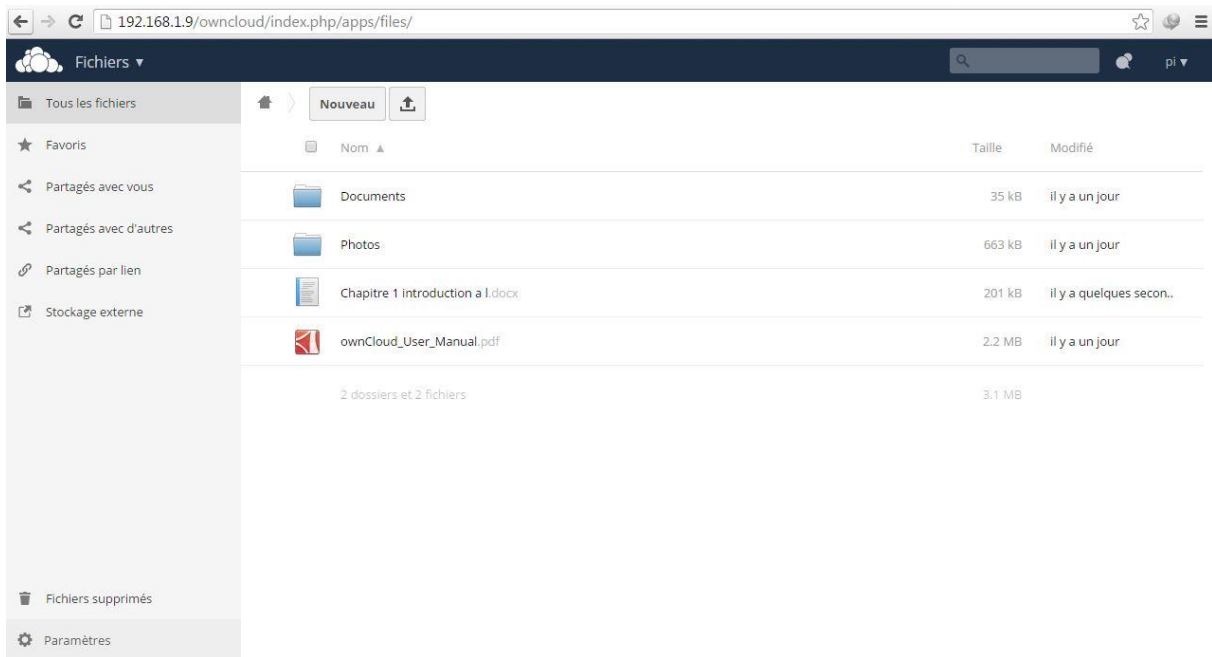 192.168.1.9/owncloud/index.php/apps/files/
Fichiers ▾
pi ▾
Tous les fichiers
Favoris
Partagés avec vous
Partagés avec d'autres
Partagés par lien
Stockage externe
Fichiers supprimés
Paramètres
Nouveau
Nom ▲ Taille Modifié
Documents 35 kB il y a un jour
Photos 663 kB il y a un jour
Chapitre 1 introduction a l.docx 201 kB il y a quelques secon..
ownCloud_User_Manual.pdf 2.2 MB il y a un jour
2 dossiers et 2 fichiers 3.1 MB